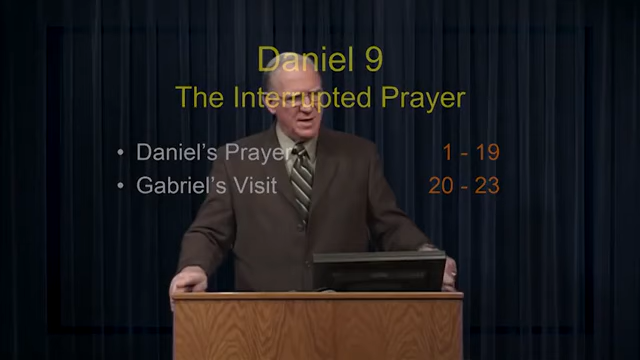 Daniel 9
The Interrupted Prayer
• Daniel's Prayer 1 - 19
• Gabriel's Visit 20 - 23